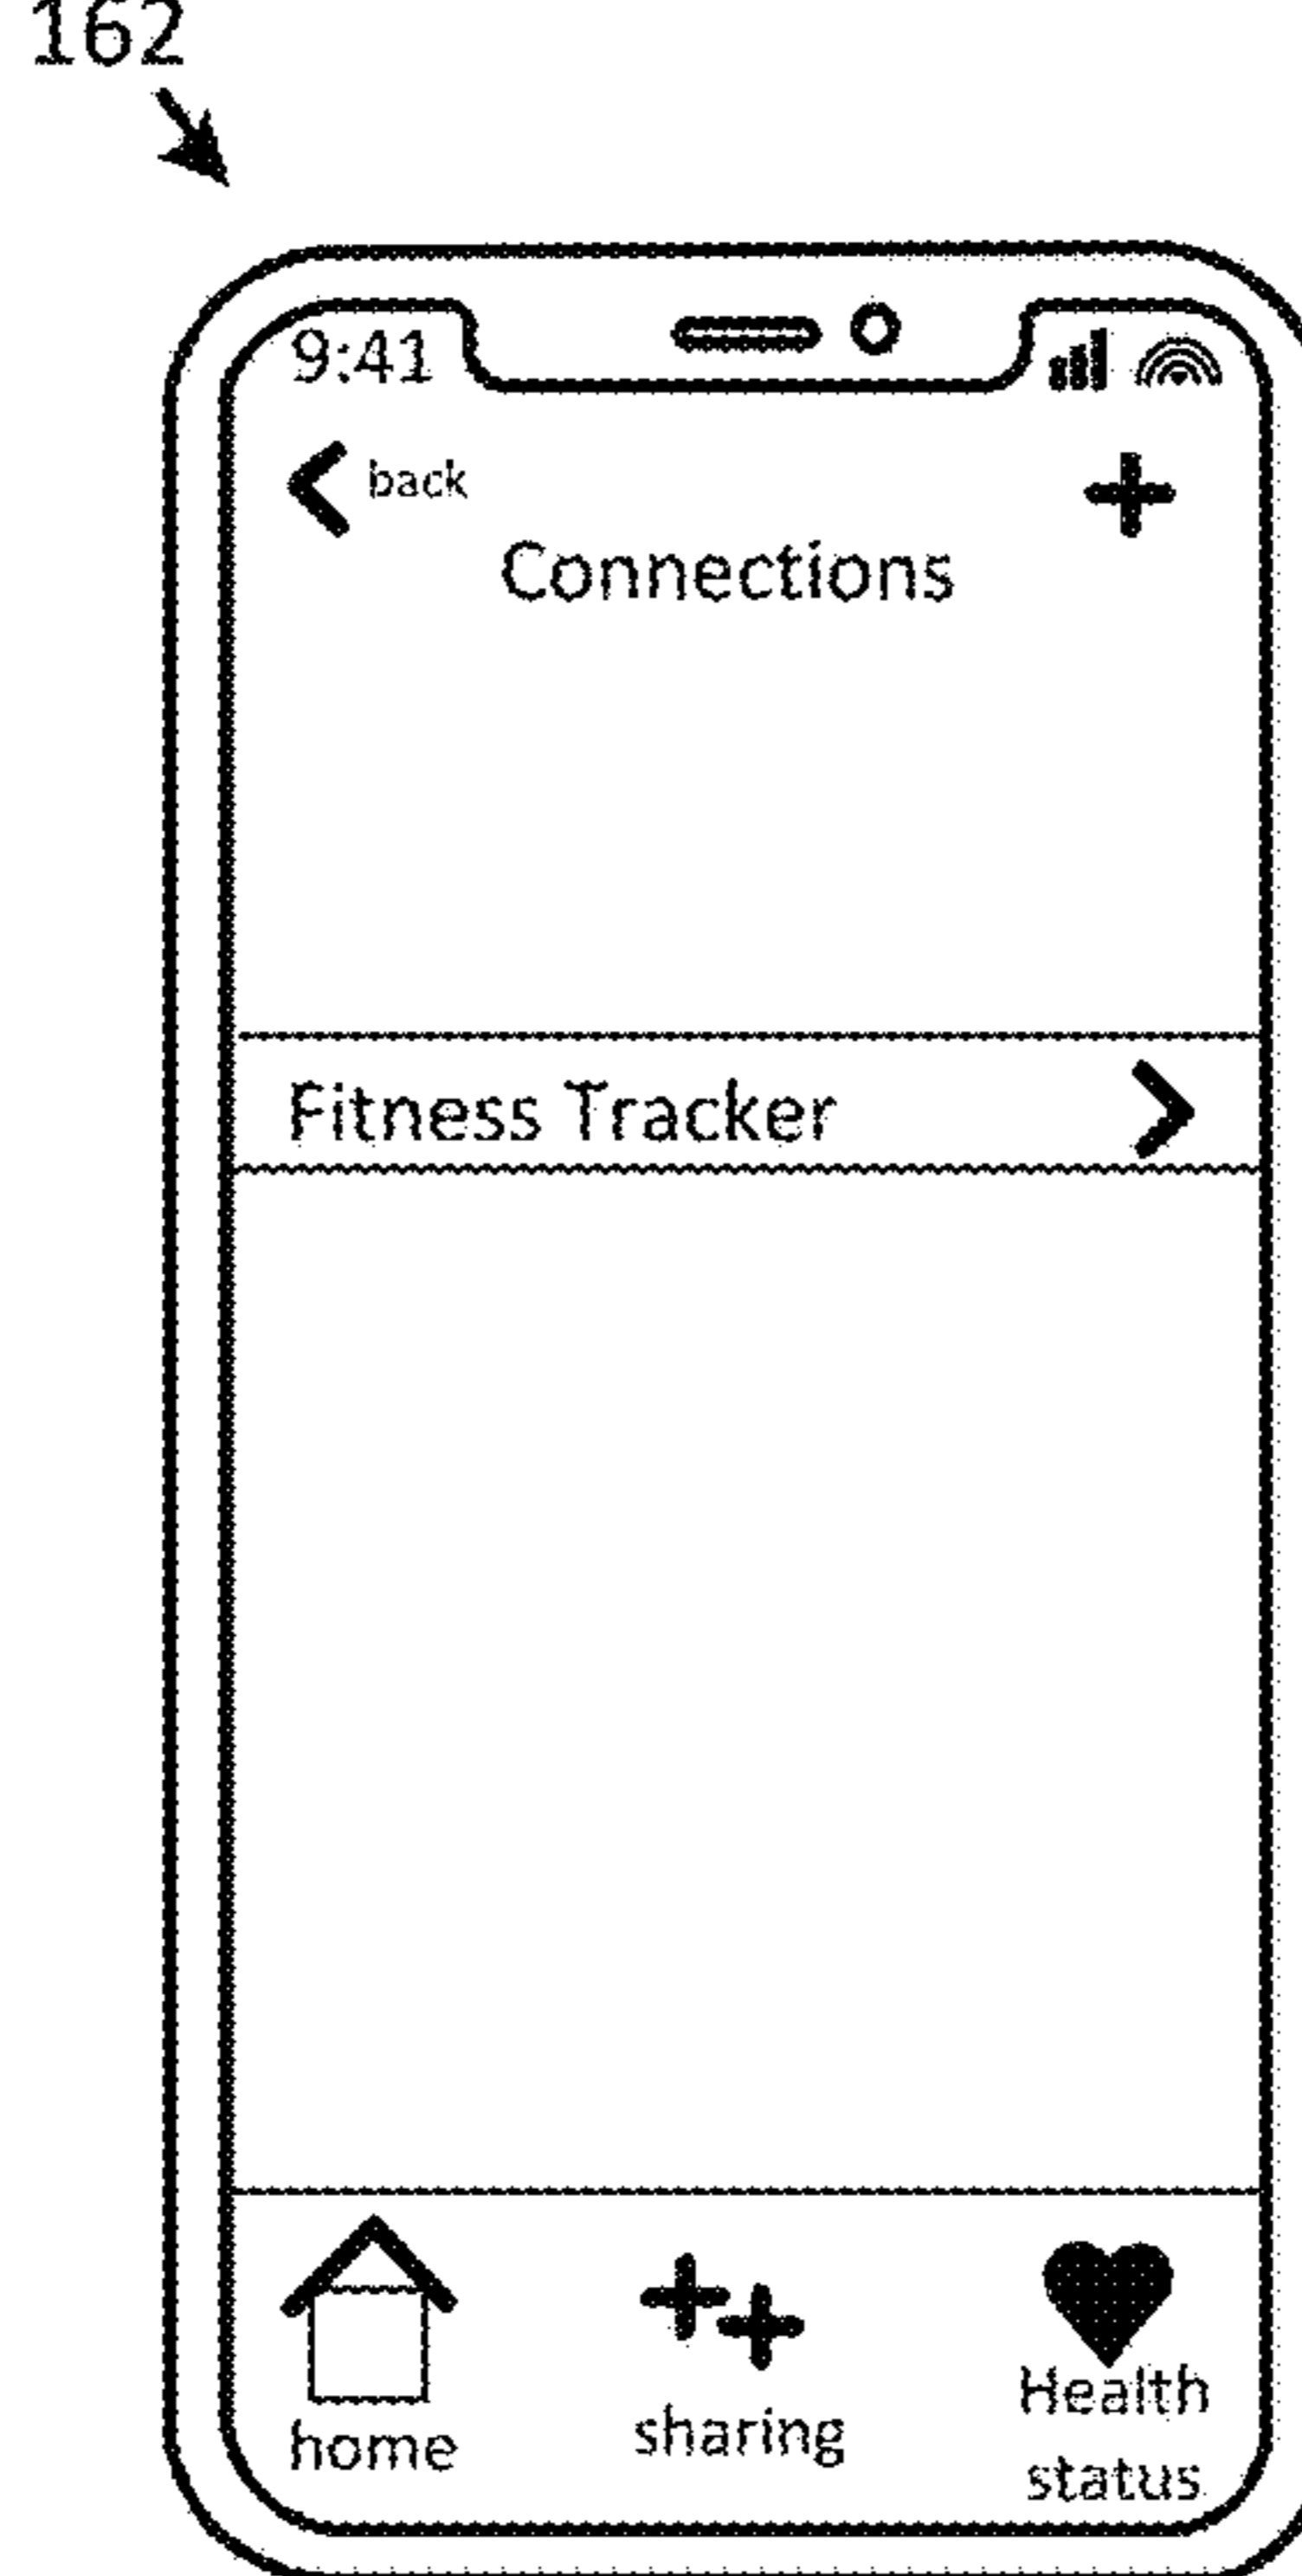 162
9:41
back
Connections
Fitness Tracker
home
sharing
Health
status